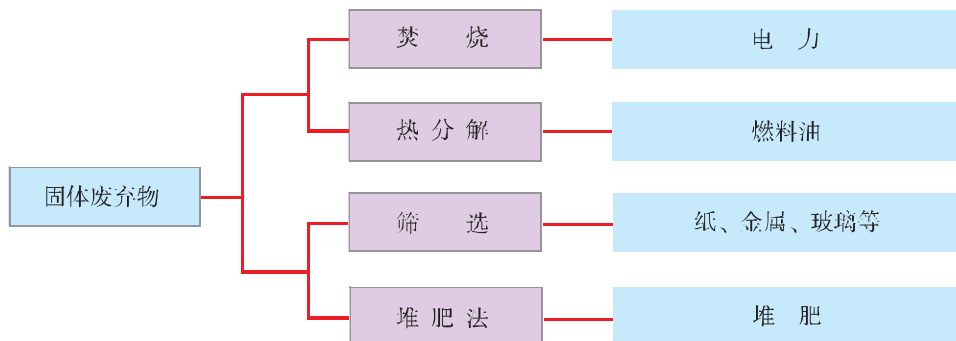 焚烧
电力
热分解
燃料油
固体废弃物
筛选
纸、金属、玻璃等
堆肥法
堆肥